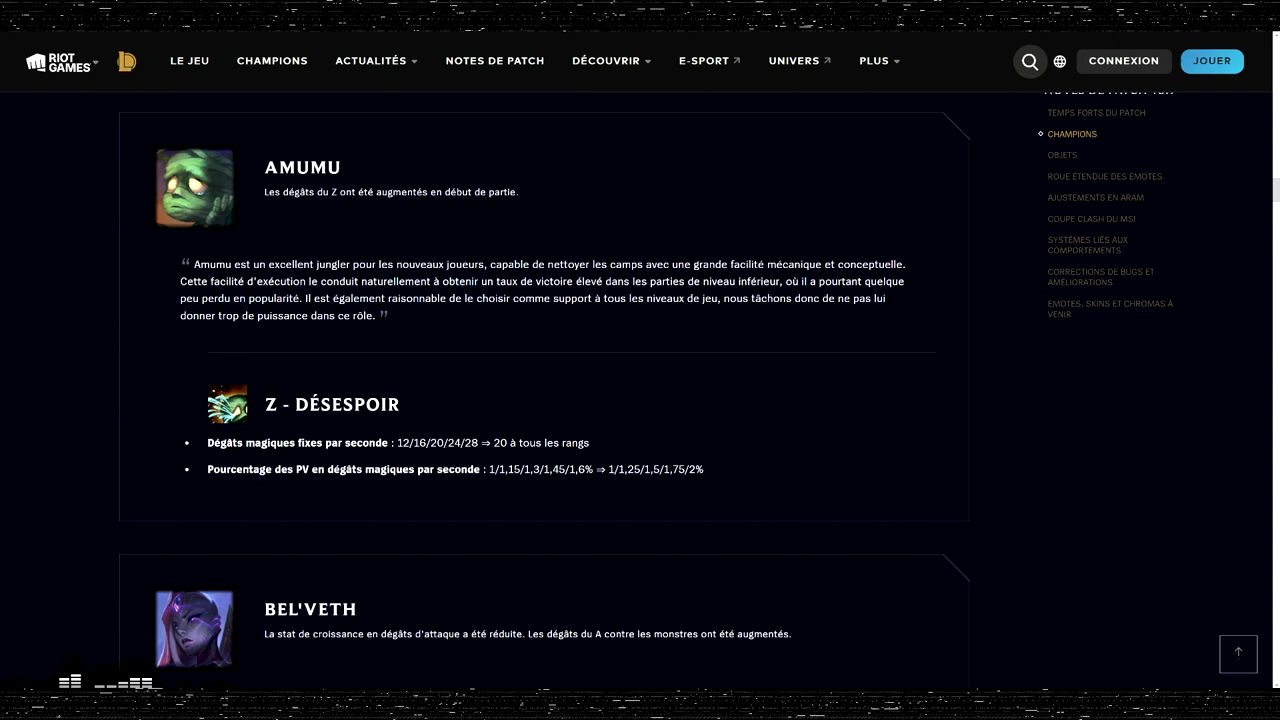 RIOT GAMES
LE JEU
CHAMPIONS
ACTUALITÉS
NOTES DE PATCH
DÉCOUVRIR
E-SPORT
UNIVERS
PLUS
CONNEXION
JOUER
TEMPS FORTS DU PATCH
CHAMPIONS
OBJETS
ROUE ÉTENDUE DES EMOTES
AJUSTEMENTS EN ARAM
COUPE CLASH DU MSI
SYSTÈMES LIÉS AUX
COMPORTEMENTS
CORRECTIONS DE BUGS ET
AMÉLIORATIONS
EMOTES, SKINS ET CHROMAS À
VENIR
AMUMU
Les dégâts du Z ont été augmentés en début de partie.
“ Amumu est un excellent jungler pour les nouveaux joueurs, capable de nettoyer les camps avec une grande facilité mécanique et conceptuelle.
Cette facilité d'exécution le conduit naturellement à obtenir un taux de victoire élevé dans les parties de niveau inférieur, où il a pourtant quelque
peu perdu en popularité. Il est également raisonnable de le choisir comme support à tous les niveaux de jeu, nous tâchons donc de ne pas lui
donner trop de puissance dans ce rôle. ”
Z - DÉSESPOIR
• Dégâts magiques fixes par seconde : 12/16/20/24/28 ⇒ 20 à tous les rangs
• Pourcentage des PV en dégâts magiques par seconde : 1/1,15/1,3/1,45/1,6% ⇒ 1/1,25/1,5/1,75/2%
BEL'VETH
La stat de croissance en dégâts d'attaque a été réduite. Les dégâts du A contre les monstres ont été augmentés.